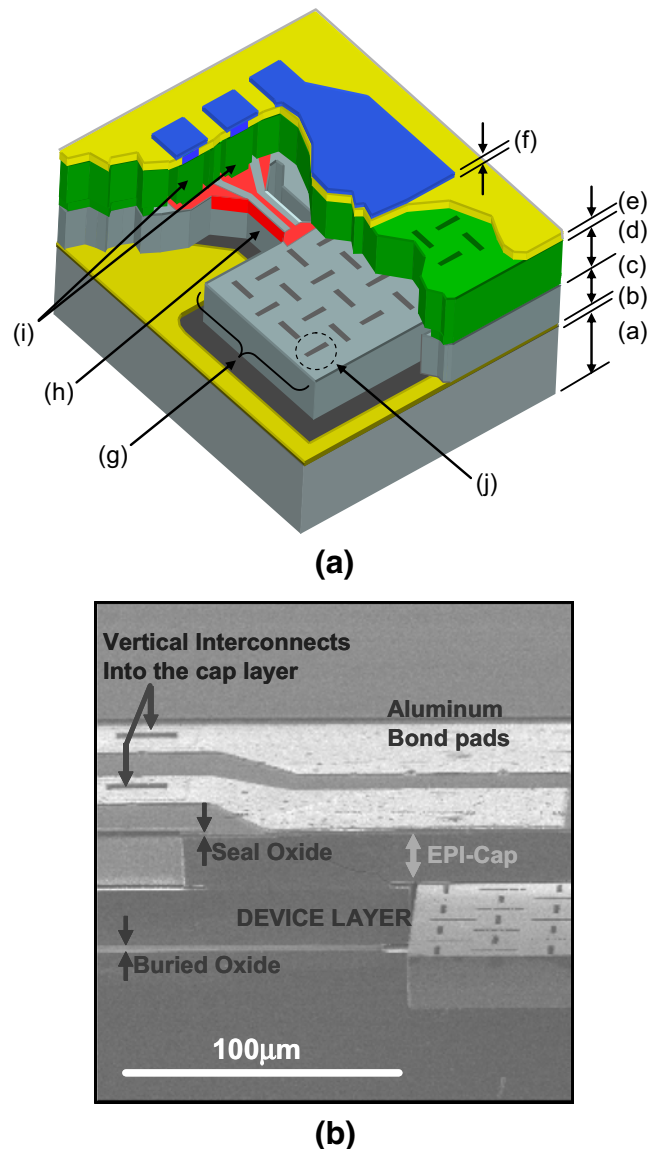 (f)
(e)
(d)
(c)
(b)
(a)
(i)
(h)
(g)
(j)
(a)
Vertical Interconnects
Into the cap layer
Aluminum
Bond pads
Seal Oxide
EPI-Cap
DEVICE LAYER
Buried Oxide
100μm
(b)